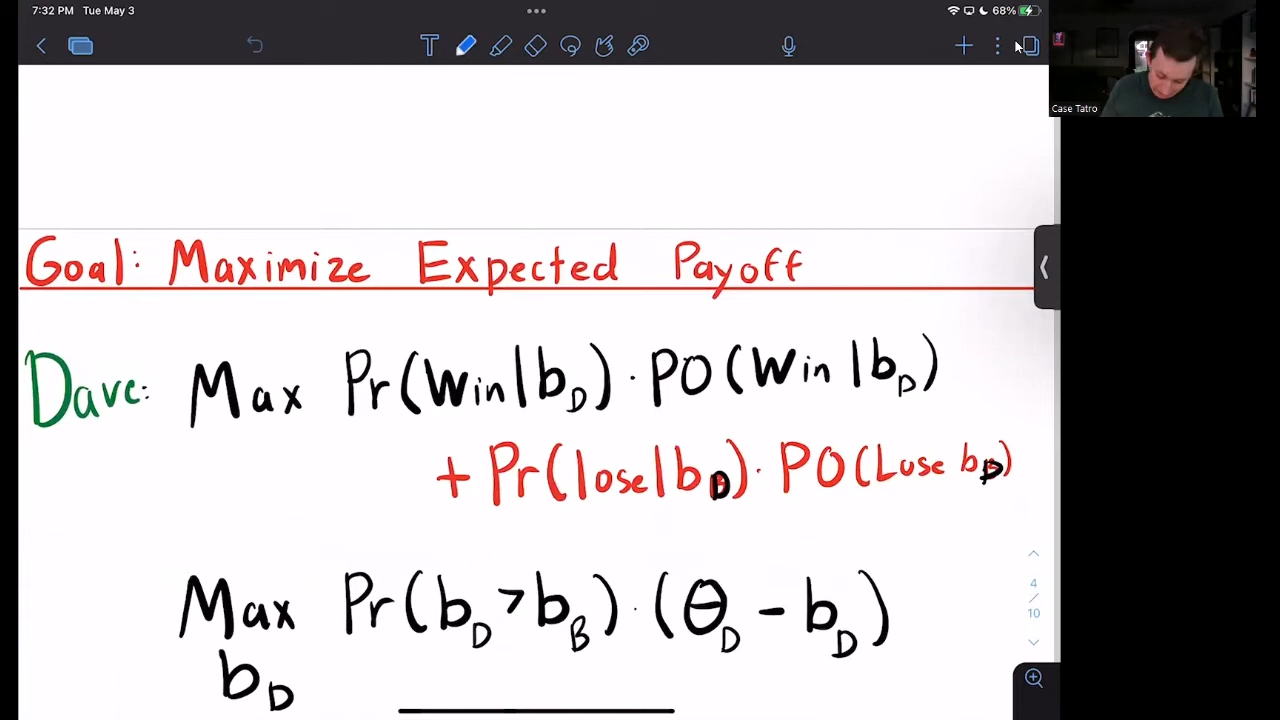 7:32 PM Tue May 3
68%
Case Tatro
Goal: Maximize Expected Payoff
Dave: Max Pr(Win|b_D) · PO(Win|b_D)
+ Pr(lose|b_D) · PO(Lose b_D)
Max Pr(b_D > b_B) · (θ_D - b_D)
b_D
4
/
10